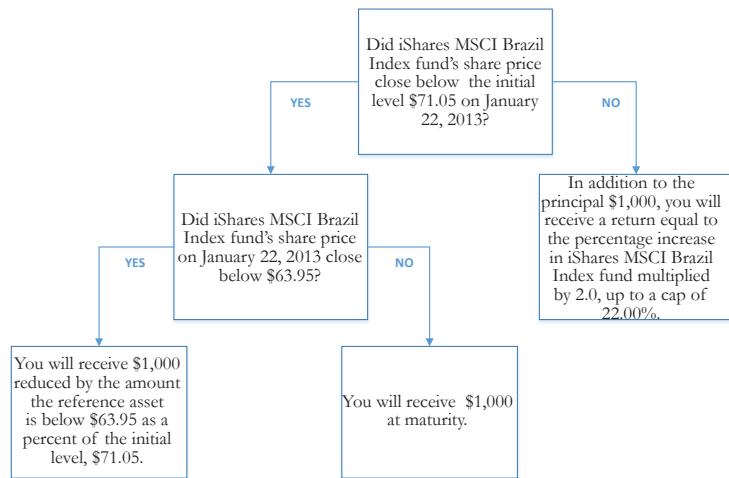 Did iShares MSCI Brazil
Index fund's share price
close below the initial
level $71.05 on January
22, 2013?
YES
NO
Did iShares MSCI Brazil
Index fund's share price
on January 22, 2013 close
below $63.95?
In addition to the
principal $1,000, you will
receive a return equal to
the percentage increase
in iShares MSCI Brazil
Index fund multiplied
by 2.0, up to a cap of
22.00%.
YES
NO
You will receive $1,000
reduced by the amount
the reference asset
is below $63.95 as a
percent of the initial
level, $71.05.
You will receive $1,000
at maturity.